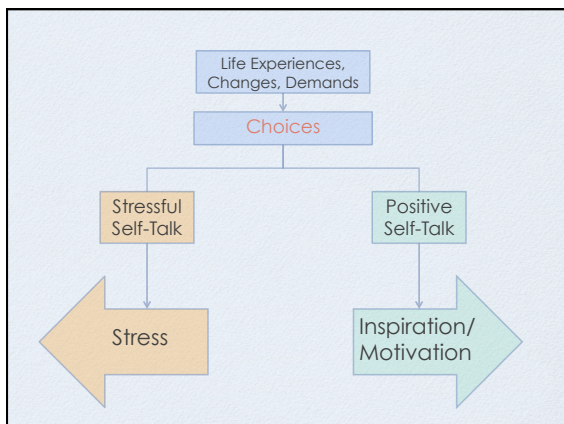 Life Experiences,
Changes, Demands
Choices
Stressful
Self-Talk
Positive
Self-Talk
Stress
Inspiration/
Motivation